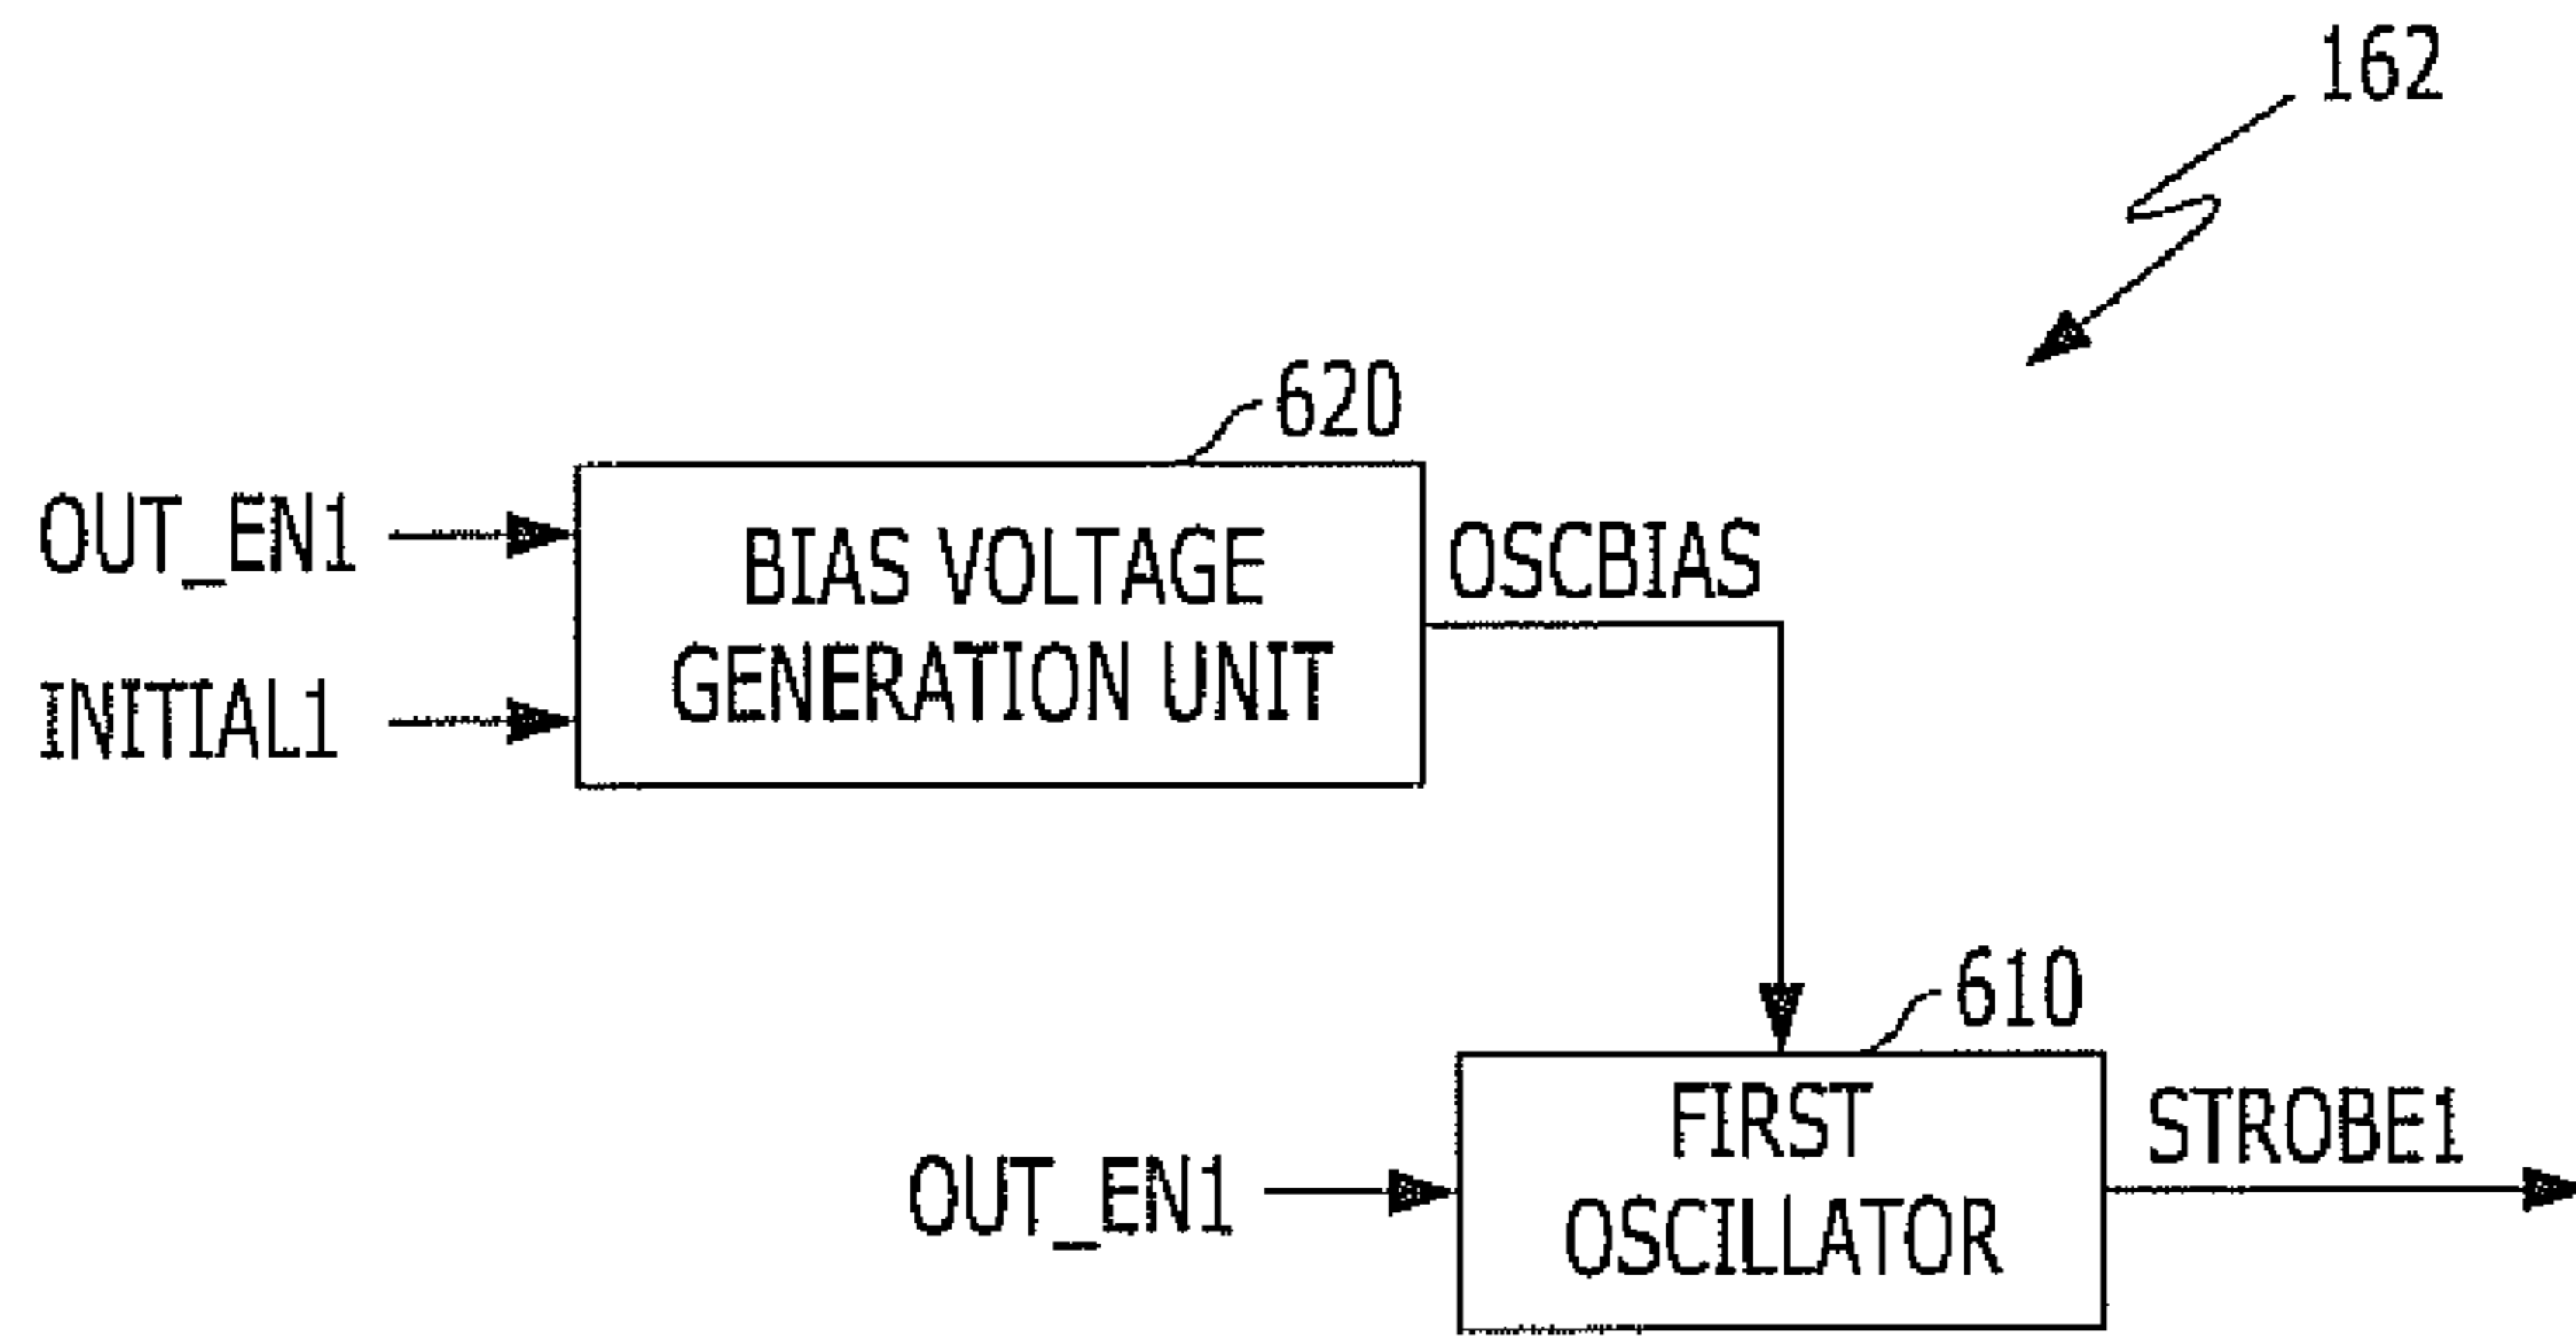 162
620
OUT_EN1
BIAS VOLTAGE
GENERATION UNIT
OSCBIAS
INITIAL1
610
OUT_EN1
FIRST
OSCILLATOR
STROBE1